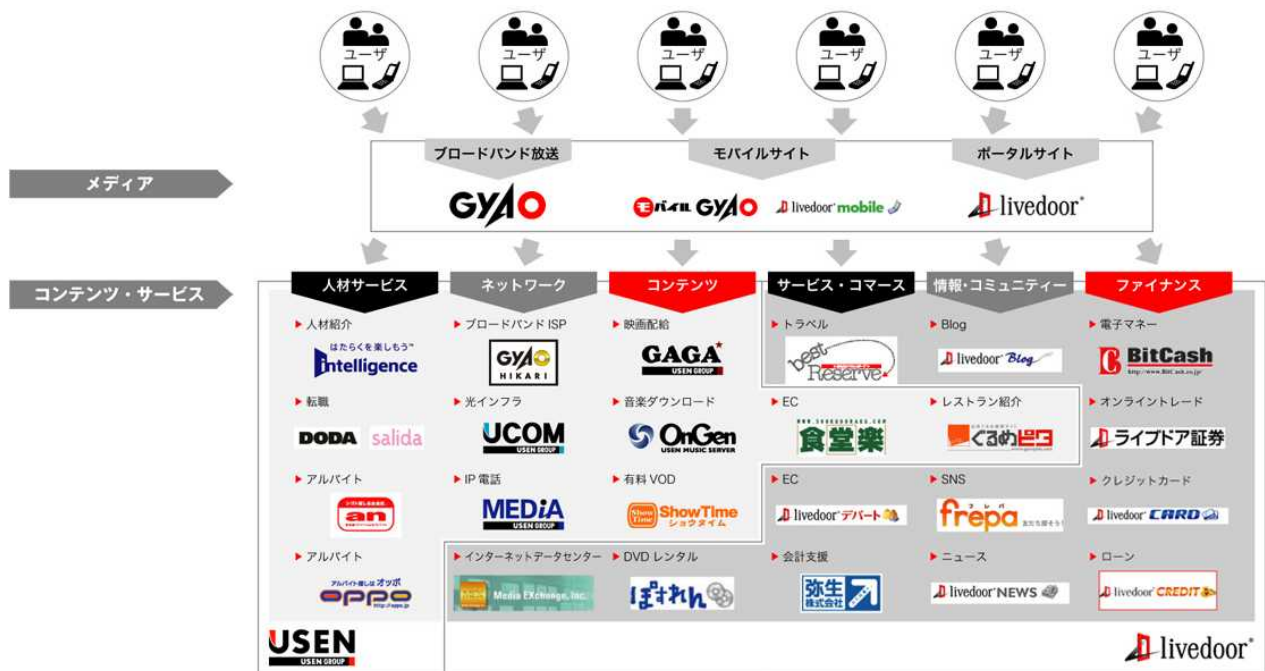 ユーザ
ユーザ
ユーザ
ユーザ
ユーザ
ユーザ
メディア
ブロードバンド放送
モバイルサイト
ポータルサイト
GYAO
モバイル GYAO
livedoor mobile
livedoor
コンテンツ・サービス
人材サービス
ネットワーク
コンテンツ
サービス・コマース
情報・コミュニティー
ファイナンス
人材紹介
ブロードバンド ISP
映画配給
トラベル
Blog
電子マネー
はたらくを楽しもう™
intelligence
GYAO
HIKARI
GAGA
USEN GROUP
best Reserve
livedoor Blog
BitCash
http://www.BitCash.co.jp/
転職
光インフラ
音楽ダウンロード
EC
レストラン紹介
オンライントレード
DODA
salida
UCOM
USEN GROUP
OnGen
USEN MUSIC SERVER
食堂楽
ぐるめピタ
ライブドア証券
アルバイト
IP 電話
有料 VOD
EC
SNS
クレジットカード
an
MEDiA
USEN GROUP
Show Time
ShowTime
ショウタイム
livedoor デパート
フレパ
frepa
livedoor CARD
アルバイト
インターネットデータセンター
DVD レンタル
会計支援
ニュース
ローン
アルバイト探しは オッポ
OPPO
http://oppo.jp
Media EXchange, Inc.
ぽすれん
弥生
株式会社
livedoor NEWS
livedoor CREDIT
USEN
USEN GROUP
livedoor